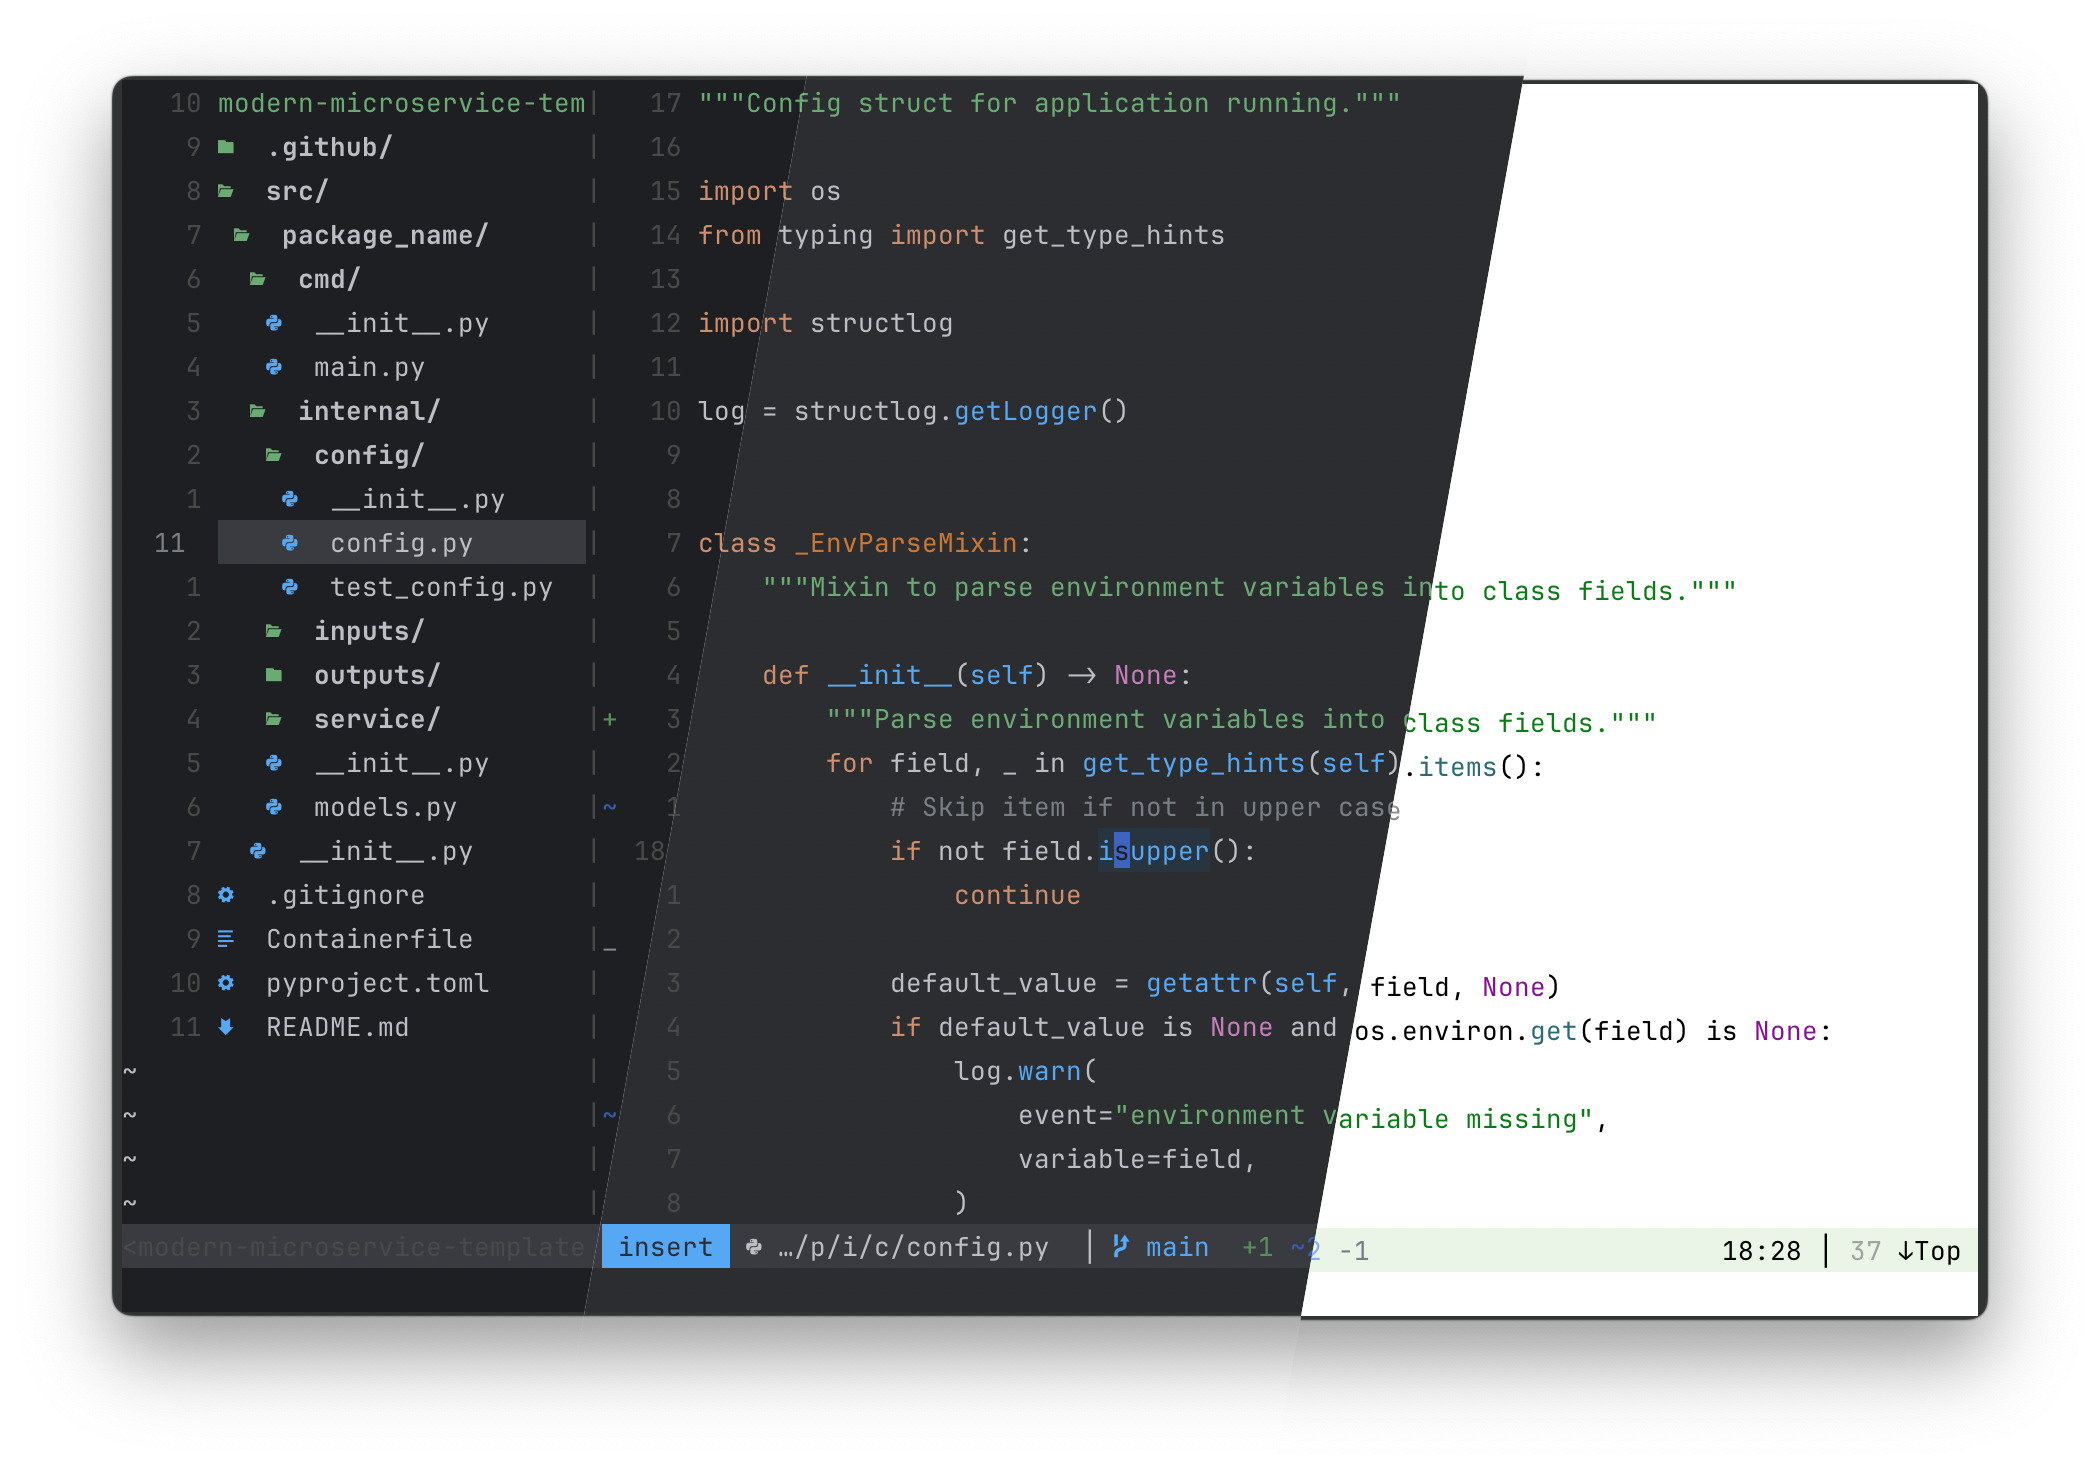 10 modern-microservice-tem
9 .github/
8 src/
7 package_name/
6 cmd/
5 __init__.py
4 main.py
3 internal/
2 config/
1 __init__.py
11 config.py
1 test_config.py
2 inputs/
3 outputs/
4 service/
5 __init__.py
6 models.py
7 __init__.py
8 .gitignore
9 Containerfile
10 pyproject.toml
11 README.md
~
~
~
~
<modern-microservice-template
17 """Config struct for application running."""
16
15 import os
14 from typing import get_type_hints
13
12 import structlog
11
10 log = structlog.getLogger()
9
8
7 class _EnvParseMixin:
6 """Mixin to parse environment variables into class fields."""
5
4 def __init__(self) -> None:
+ 3 """Parse environment variables into class fields."""
2 for field, _ in get_type_hints(self).items():
~ 1 # Skip item if not in upper case
18 if not field.isupper():
1 continue
_ 2
3 default_value = getattr(self, field, None)
4 if default_value is None and os.environ.get(field) is None:
5 log.warn(
~ 6 event="environment variable missing",
7 variable=field,
8 )
insert …/p/i/c/config.py | main +1 ~2 -1 18:28 | 37 ↓Top